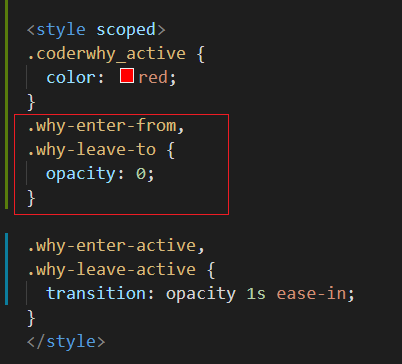 <style scoped>
.coderwhy_active {
color: red;
}
.why-enter-from,
.why-leave-to {
opacity: 0;
}
.why-enter-active,
.why-leave-active {
transition: opacity 1s ease-in;
}
</style>